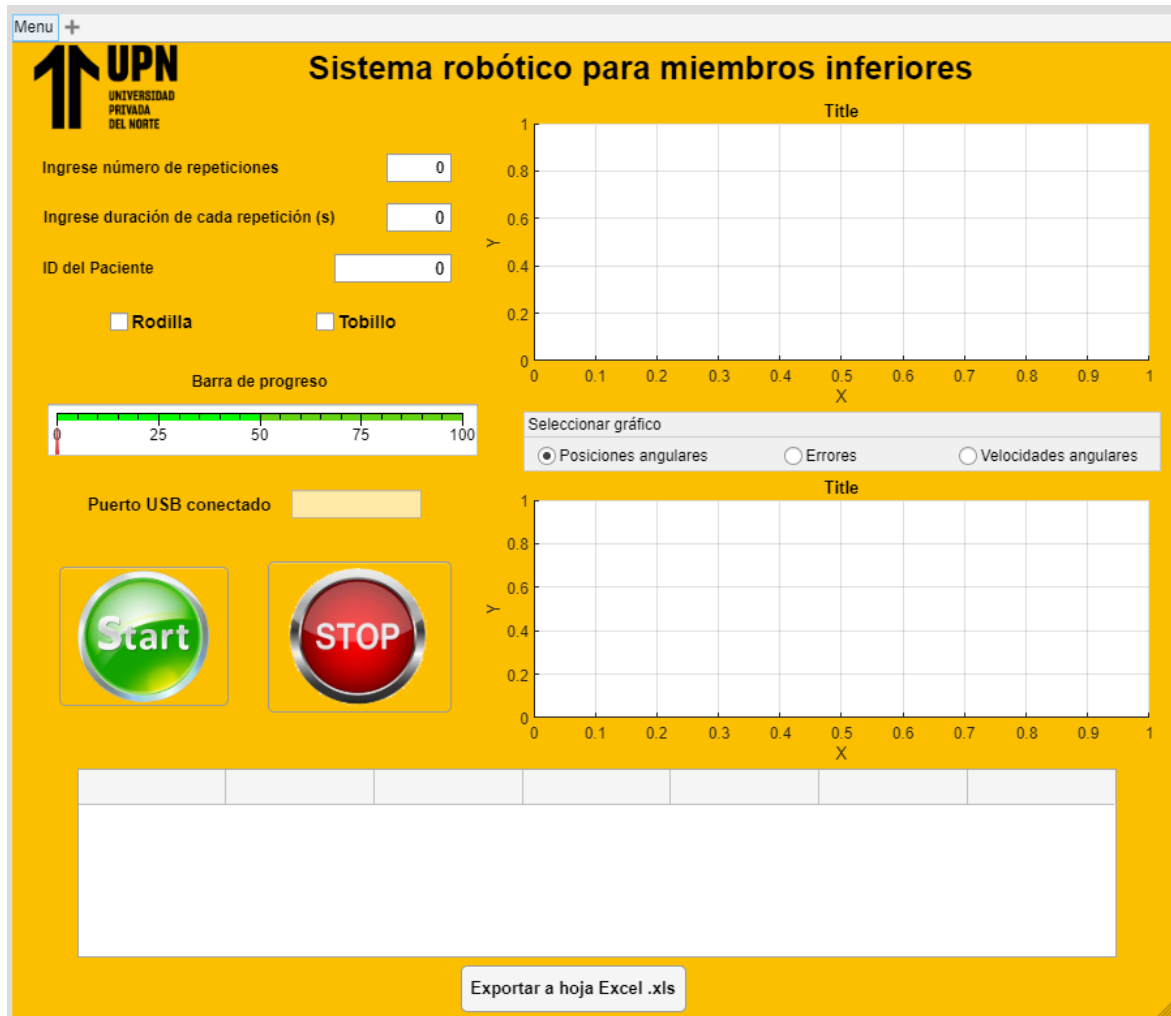 Menu
UPN
UNIVERSIDAD
PRIVADA
DEL NORTE
Sistema robótico para miembros inferiores
Ingrese número de repeticiones 0
Ingrese duración de cada repetición (s) 0
ID del Paciente 0
Rodilla Tobillo
Barra de progreso
0 25 50 75 100
Puerto USB conectado
Start STOP
Title
1
0.8
0.6
Y
0.4
0.2
0
0 0.1 0.2 0.3 0.4 0.5 0.6 0.7 0.8 0.9 1
X
Seleccionar gráfico
Posiciones angulares Errores Velocidades angulares
Title
1
0.8
0.6
Y
0.4
0.2
0
0 0.1 0.2 0.3 0.4 0.5 0.6 0.7 0.8 0.9 1
X
Exportar a hoja Excel .xls